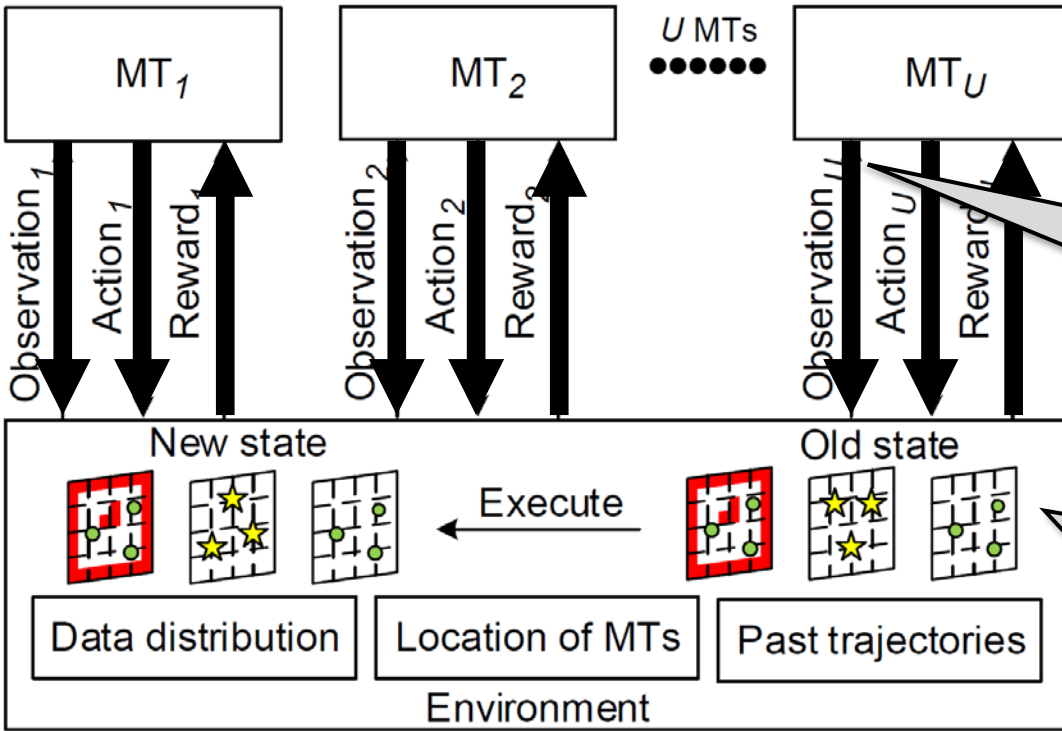 MT1
MT2
U MTs
MTU
Observation1
Action1
Reward1
Observation2
Action2
Reward2
ObservationU
ActionU
RewardU
New state
Old state
Execute
Data distribution
Location of MTs
Past trajectories
Environment